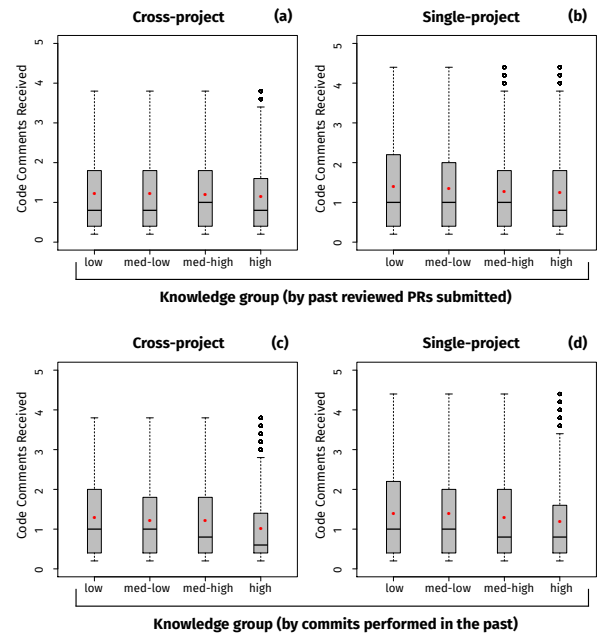 Cross-project (a)
Single-project (b)
Code Comments Received
0 1 2 3 4 5
low med-low med-high high
Code Comments Received
0 1 2 3 4 5
low med-low med-high high
Knowledge group (by past reviewed PRs submitted)
Cross-project (c)
Single-project (d)
Code Comments Received
0 1 2 3 4 5
low med-low med-high high
Code Comments Received
0 1 2 3 4 5
low med-low med-high high
Knowledge group (by commits performed in the past)